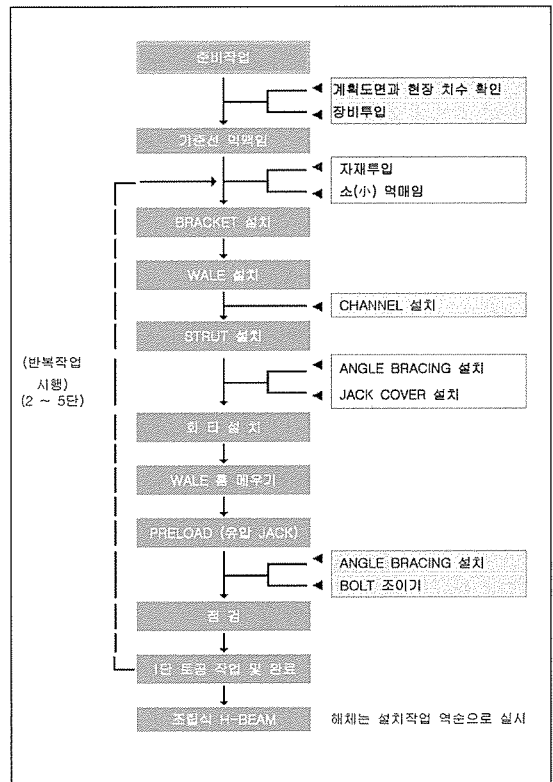 준비작업
계획도면과 현장 치수 확인
장비투입
기준선 먹매임
자재투입
소(小) 먹매임
BRACKET 설치
WALE 설치
CHANNEL 설치
STRUT 설치
(반복작업
시행)
(2 ~ 5단)
ANGLE BRACING 설치
JACK COVER 설치
회 타 설 치
WALE 홈 메우기
PRELOAD (유압 JACK)
ANGLE BRACING 설치
BOLT 조이기
점 검
1단 토공 작업 및 완료
조립식 H-BEAM
해체는 설치작업 역순으로 실시